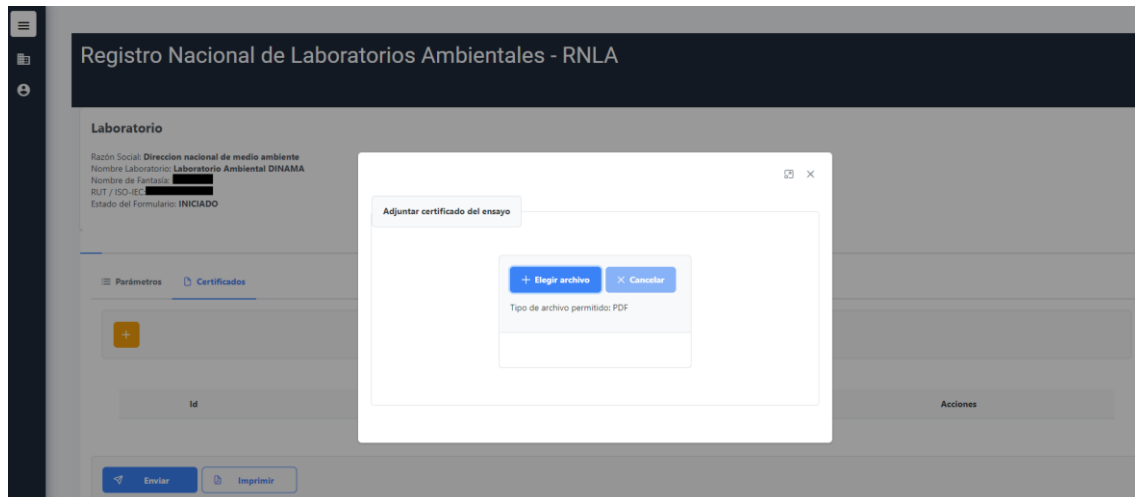 Registro Nacional de Laboratorios Ambientales - RNLA
Laboratorio
Razón Social: Direccion nacional de medio ambiente
Nombre Laboratorio: Laboratorio Ambiental DINAMA
Nombre de Fantasía:
RUT / ISO-IEC:
Estado del Formulario: INICIADO
Adjuntar certificado del ensayo
+ Elegir archivo
× Cancelar
Tipo de archivo permitido: PDF
Parámetros
Certificados
+
Id
Acciones
Enviar
Imprimir